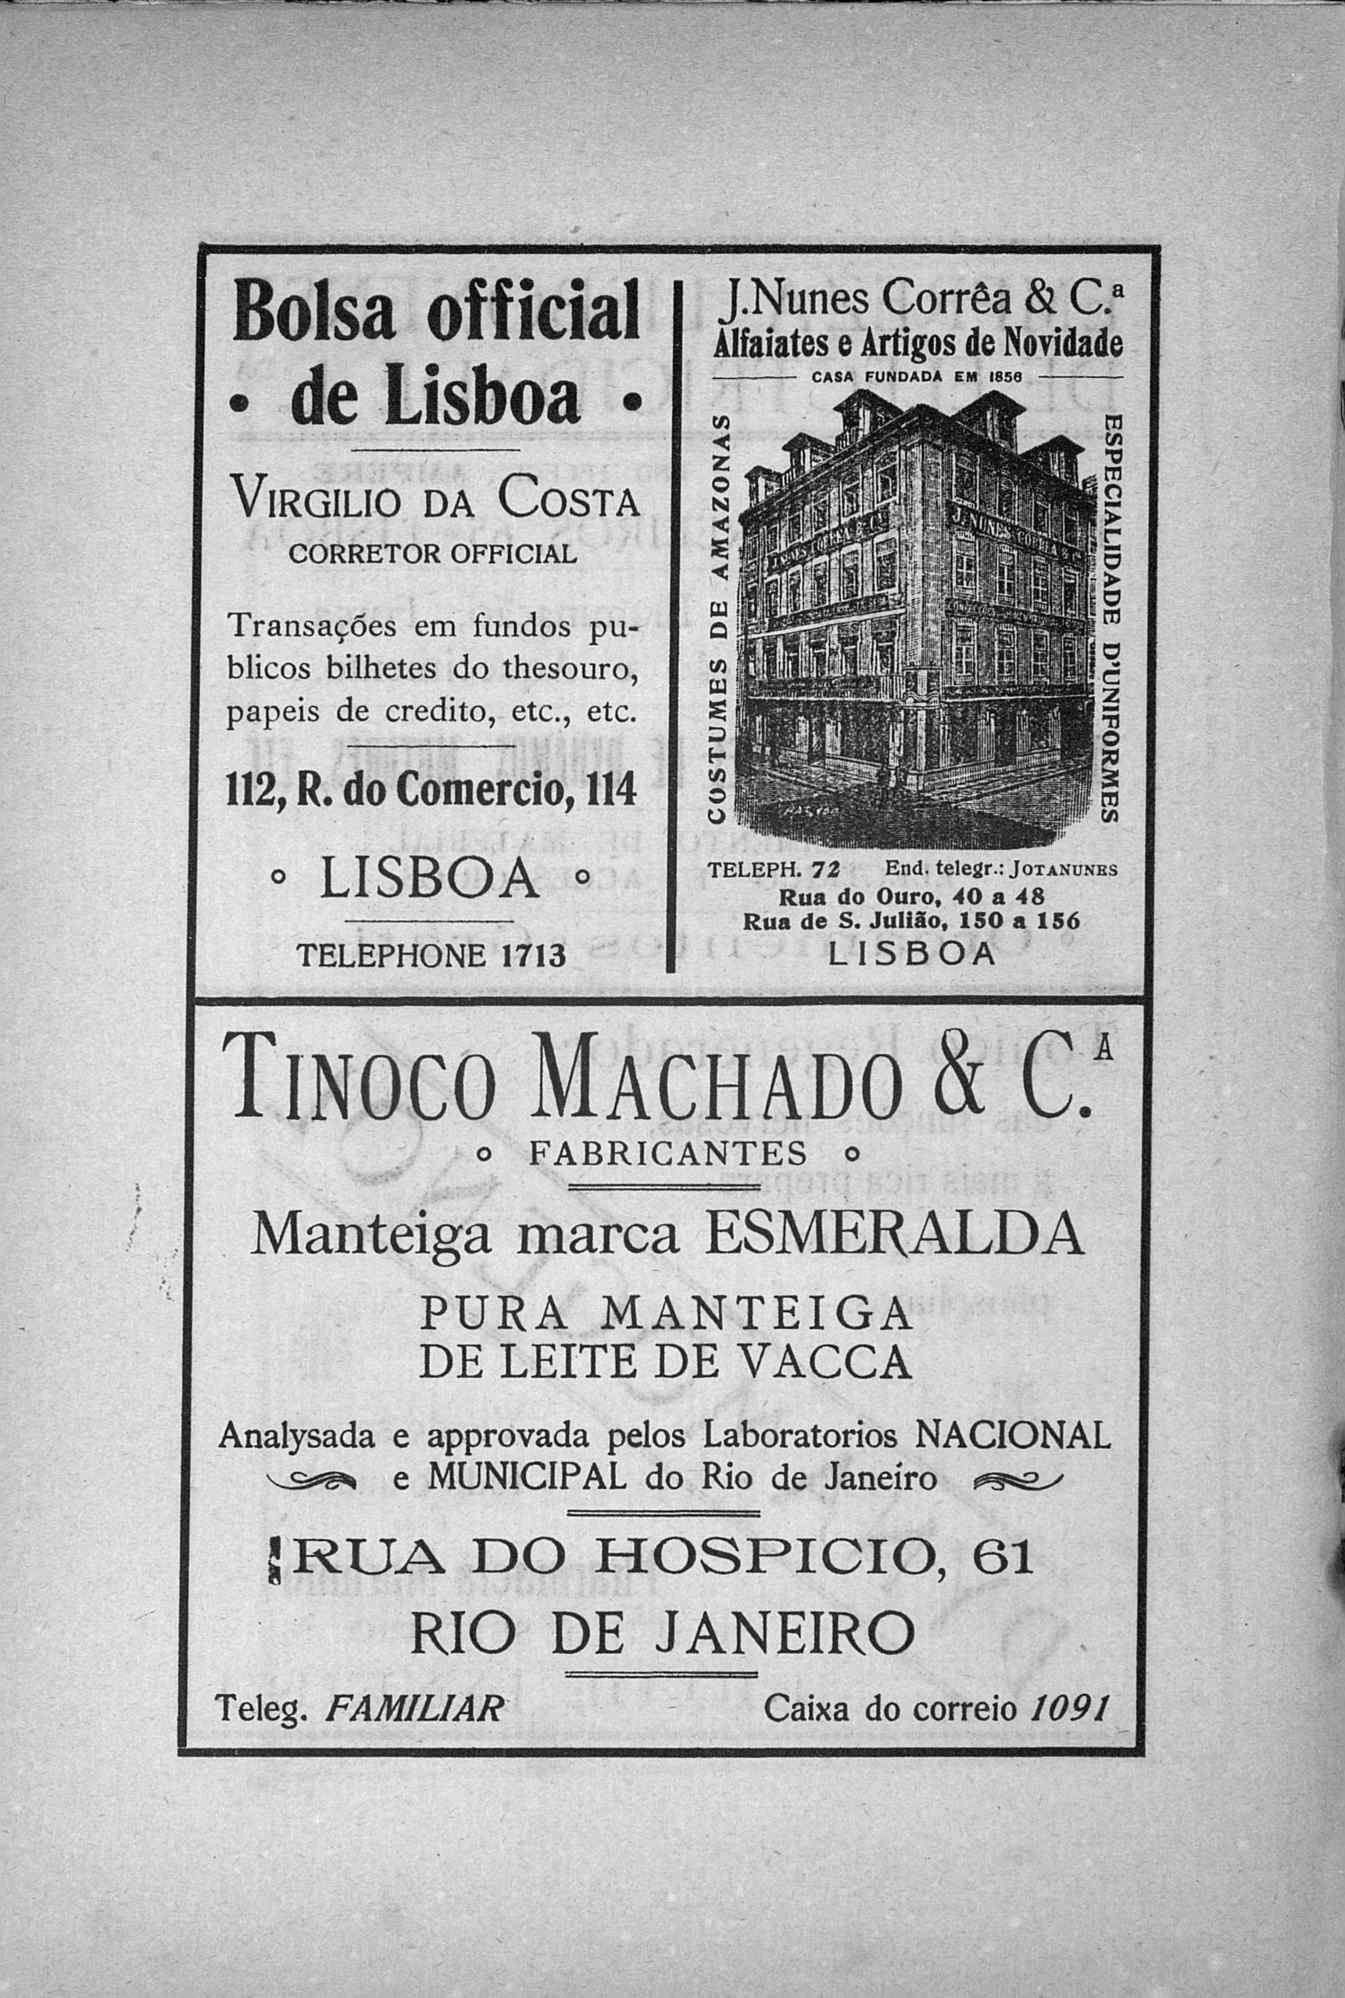 Bolsa official
• de Lisboa •
VIRGILIO DA COSTA
CORRETOR OFFICIAL
Transações em fundos pu-
blicos bilhetes do thesouro,
papeis de credito, etc., etc.
112, R. do Comercio, 114
° LISBOA °
TELEPHONE 1713
J. Nunes Corrêa & C.ª
Alfaiates e Artigos de Novidade
CASA FUNDADA EM 1856
COSTUMES DE AMAZONAS
J. NUNES CORREA & Cª
ESPECIALIDADE D'UNIFORMES
TELEPH. 72 End. telegr.: JOTANUNES
Rua do Ouro, 40 a 48
Rua de S. Julião, 150 a 156
LISBOA
TINOCO MACHADO & C.A
° FABRICANTES °
Manteiga marca ESMERALDA
PURA MANTEIGA
DE LEITE DE VACCA
Analysada e approvada pelos Laboratorios NACIONAL
e MUNICIPAL do Rio de Janeiro
RUA DO HOSPICIO, 61
RIO DE JANEIRO
Teleg. FAMILIAR Caixa do correio 1091